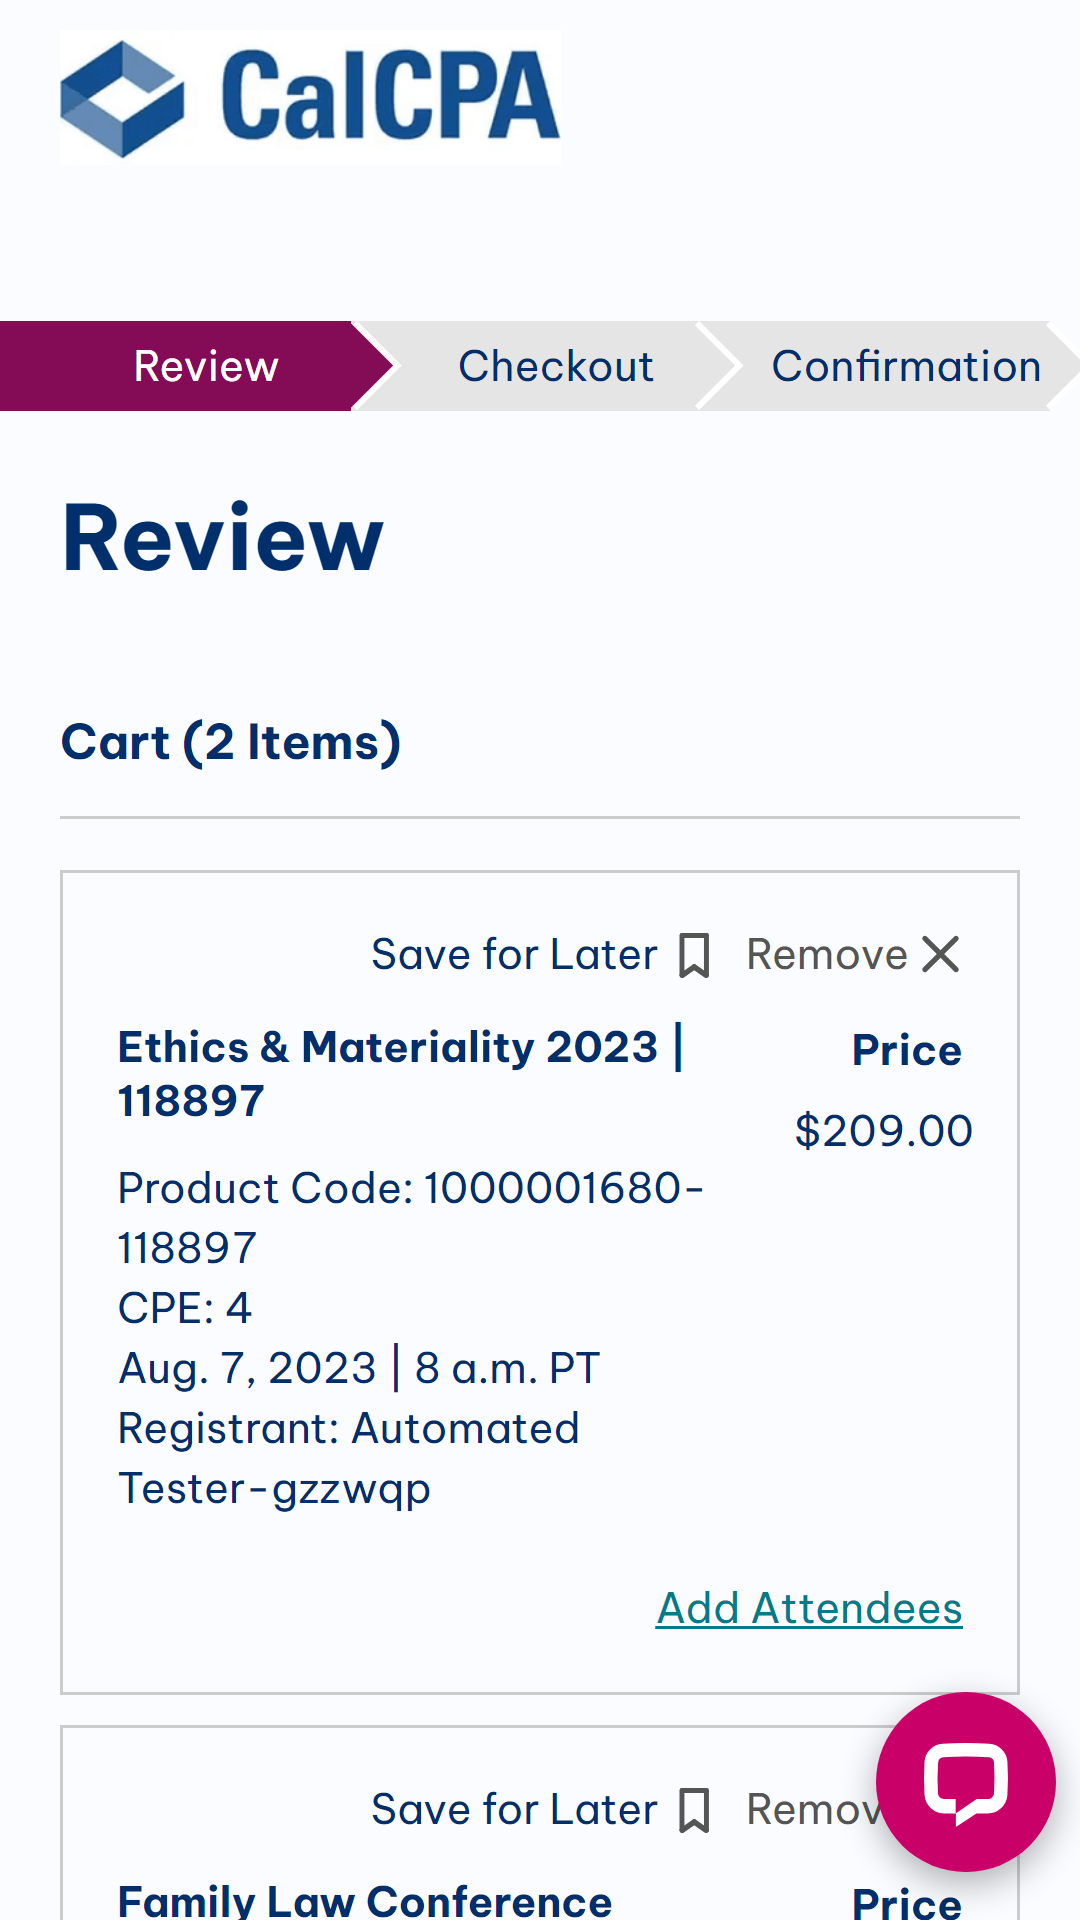 CalCPA
Review
Checkout
Confirmation
Review
Cart (2 Items)
Save for Later
Remove
Ethics & Materiality 2023 |
118897
Price
$209.00
Product Code: 1000001680-
118897
CPE: 4
Aug. 7, 2023 | 8 a.m. PT
Registrant: Automated
Tester-gzzwqp
Add Attendees
Save for Later
Family Law Conference
Price